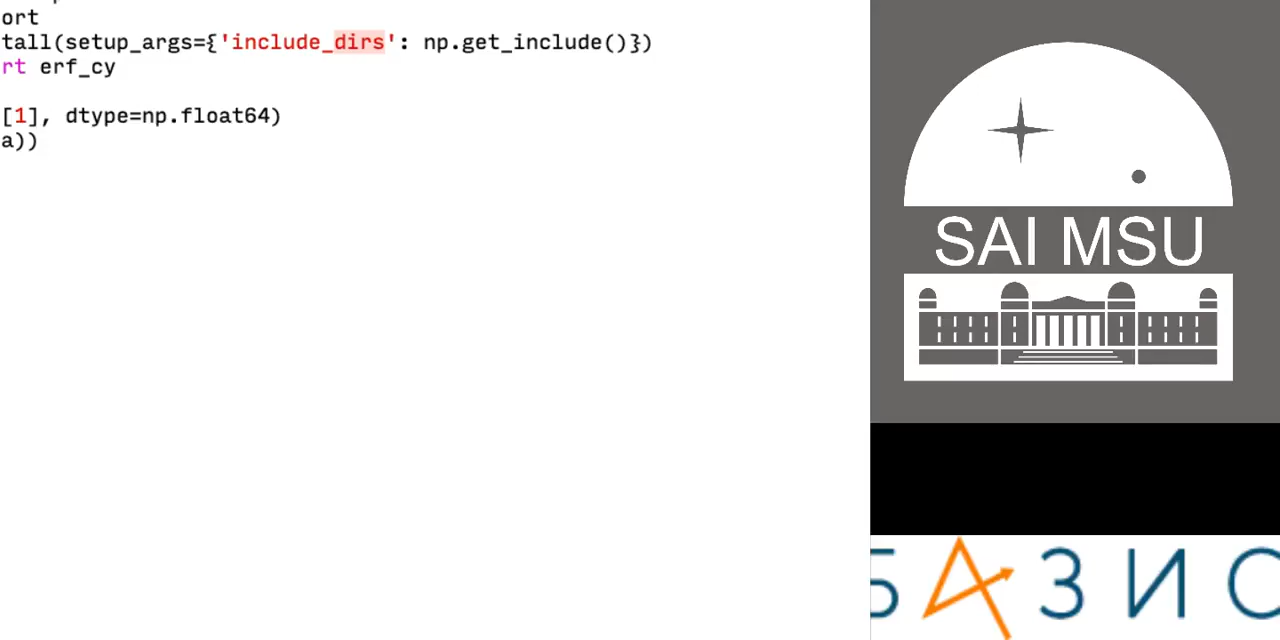 ort
tall(setup_args={'include_dirs': np.get_include()})
rt erf_cy
[1], dtype=np.float64)
a))
SAI MSU
БАЗИС